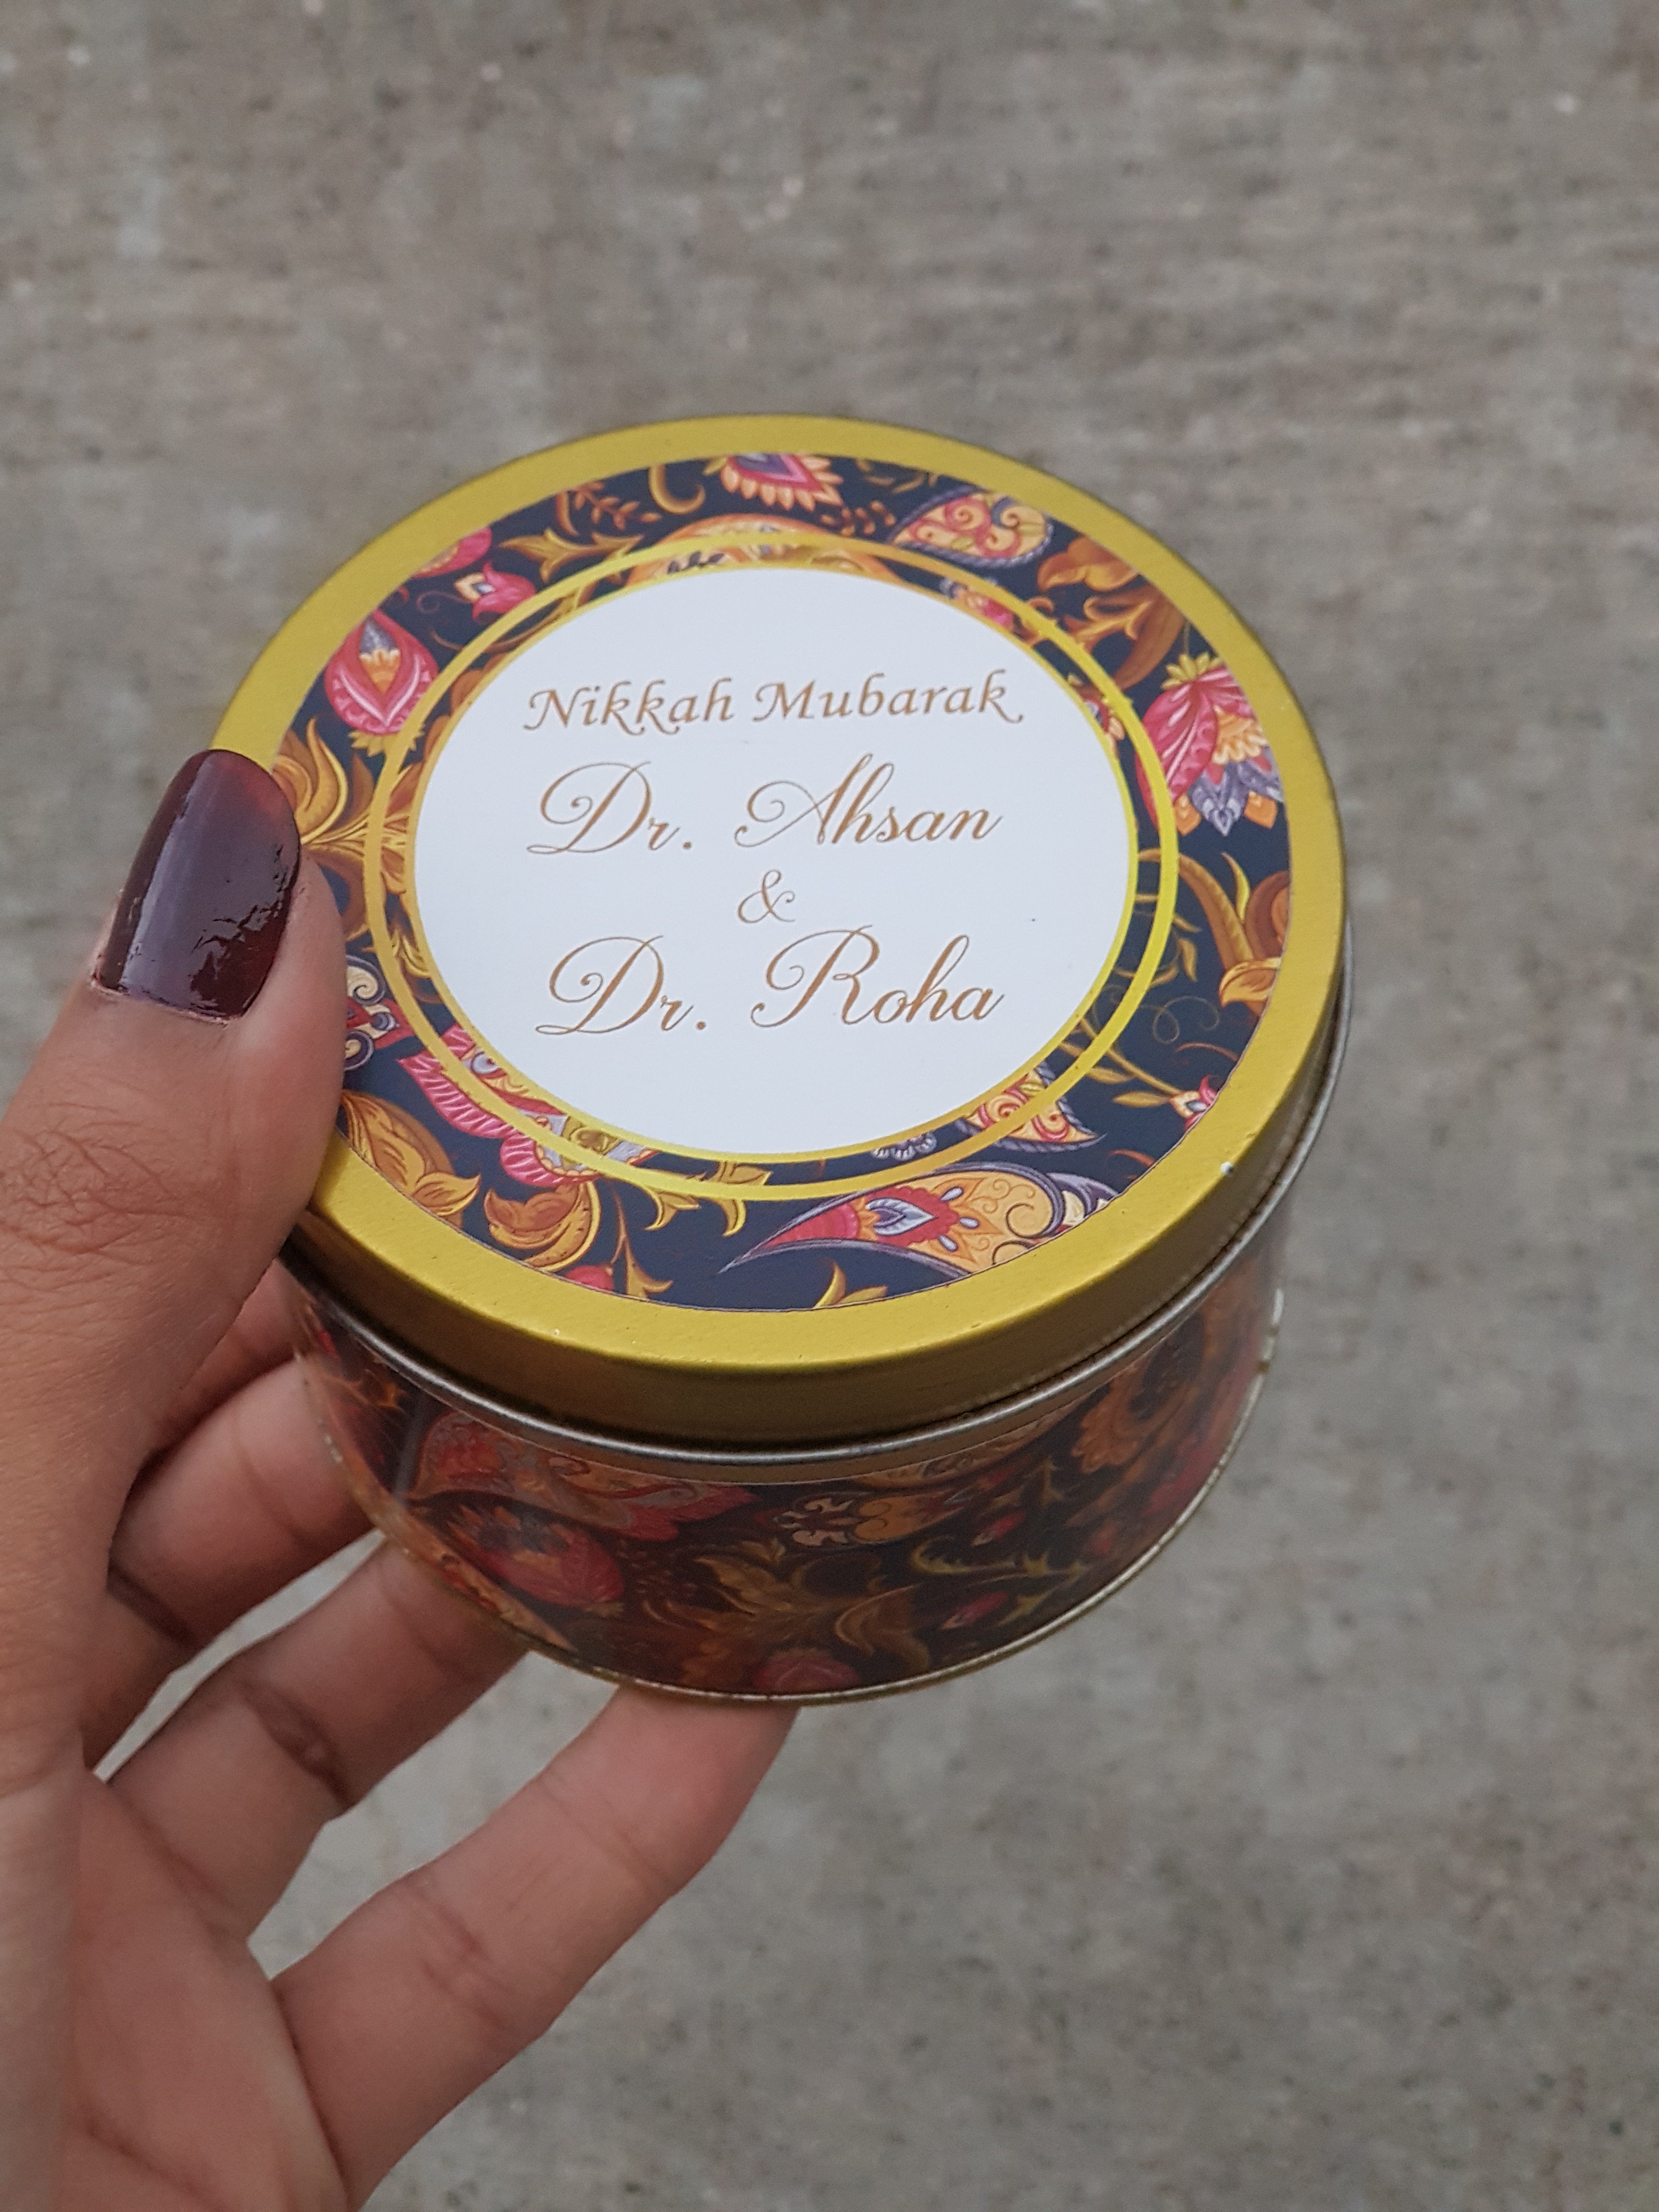 Nikkah Mubarak
Dr. Ahsan
&
Dr. Roha